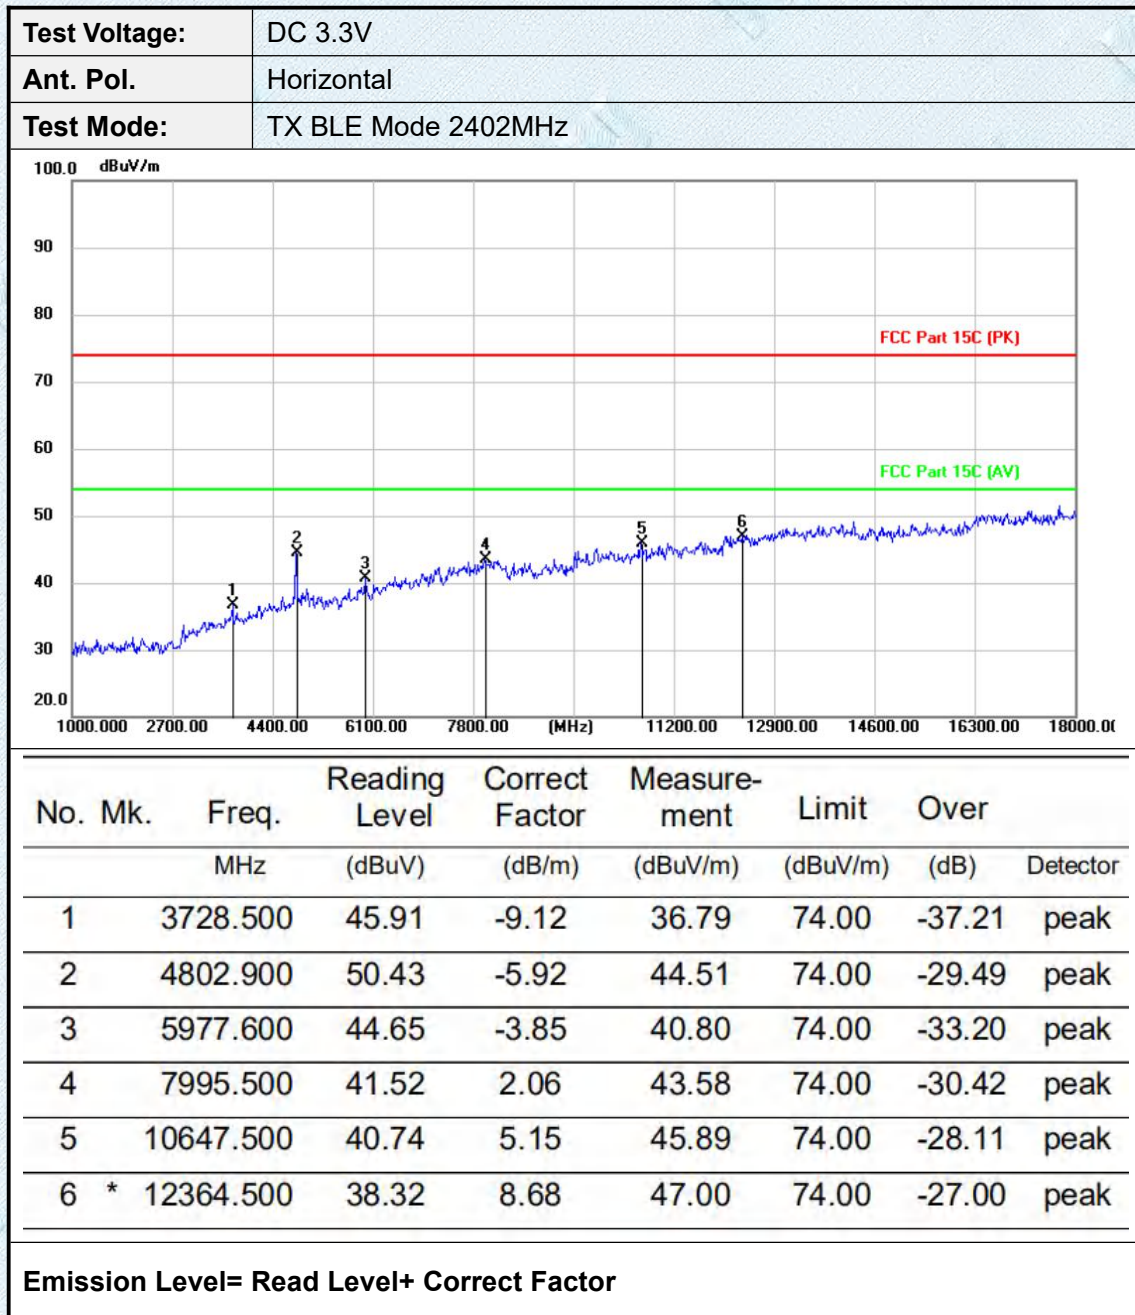 Test Voltage: DC 3.3V
Ant. Pol. Horizontal
Test Mode: TX BLE Mode 2402MHz
100.0 dBuV/m
90
80
FCC Part 15C (PK)
70
60
FCC Part 15C (AV)
50
40
30
20.0
1 2 3 4 5 6
1000.000 2700.00 4400.00 6100.00 7800.00 (MHz) 11200.00 12900.00 14600.00 16300.00 18000.00
No. Mk. Freq. Reading Level Correct Factor Measure-ment Limit Over
MHz (dBuV) (dB/m) (dBuV/m) (dBuV/m) (dB) Detector
1 3728.500 45.91 -9.12 36.79 74.00 -37.21 peak
2 4802.900 50.43 -5.92 44.51 74.00 -29.49 peak
3 5977.600 44.65 -3.85 40.80 74.00 -33.20 peak
4 7995.500 41.52 2.06 43.58 74.00 -30.42 peak
5 10647.500 40.74 5.15 45.89 74.00 -28.11 peak
6 * 12364.500 38.32 8.68 47.00 74.00 -27.00 peak
Emission Level= Read Level+ Correct Factor